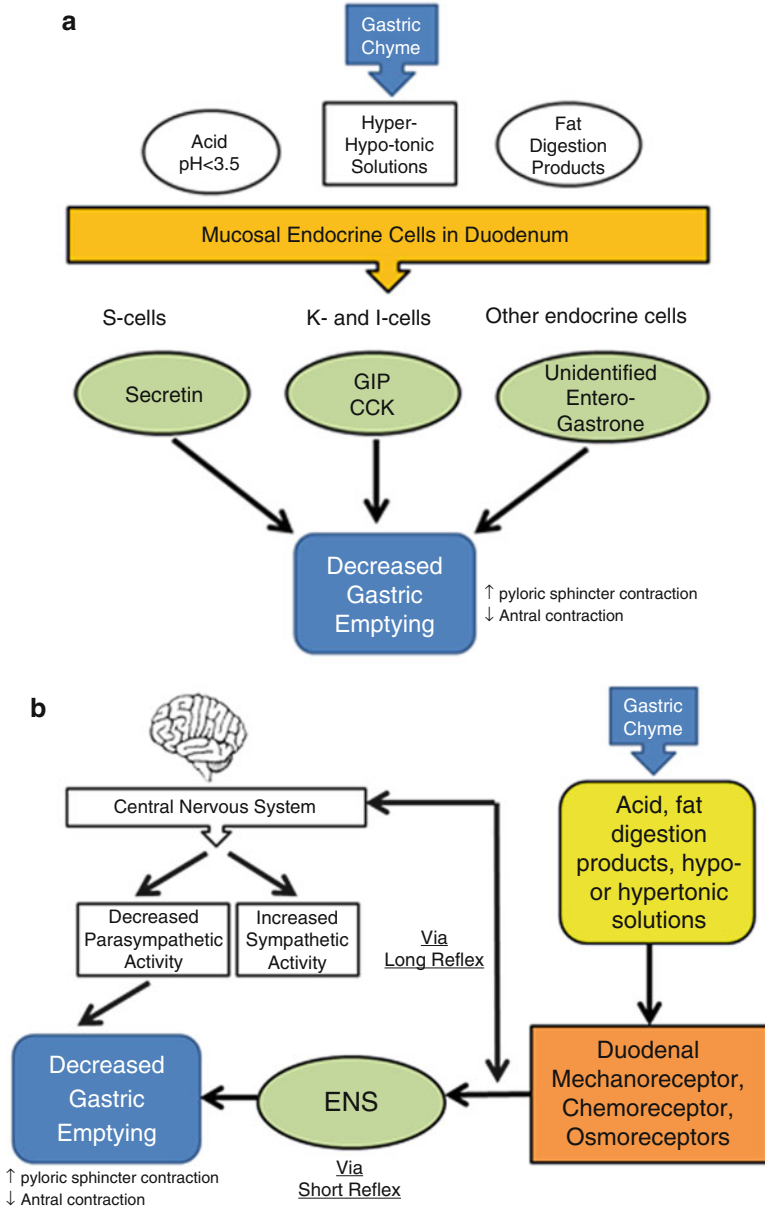 a
Gastric
Chyme
Acid
pH<3.5
Hyper-
Hypo-tonic
Solutions
Fat
Digestion
Products
Mucosal Endocrine Cells in Duodenum
S-cells
K- and I-cells
Other endocrine cells
Secretin
GIP
CCK
Unidentified
Entero-
Gastrone
Decreased
Gastric
Emptying
↑ pyloric sphincter contraction
↓ Antral contraction
b
Gastric
Chyme
Central Nervous System
Acid, fat
digestion
products, hypo-
or hypertonic
solutions
Decreased
Parasympathetic
Activity
Increased
Sympathetic
Activity
Via
Long Reflex
Decreased
Gastric
Emptying
ENS
Duodenal
Mechanoreceptor,
Chemoreceptor,
Osmoreceptors
Via
Short Reflex
↑ pyloric sphincter contraction
↓ Antral contraction